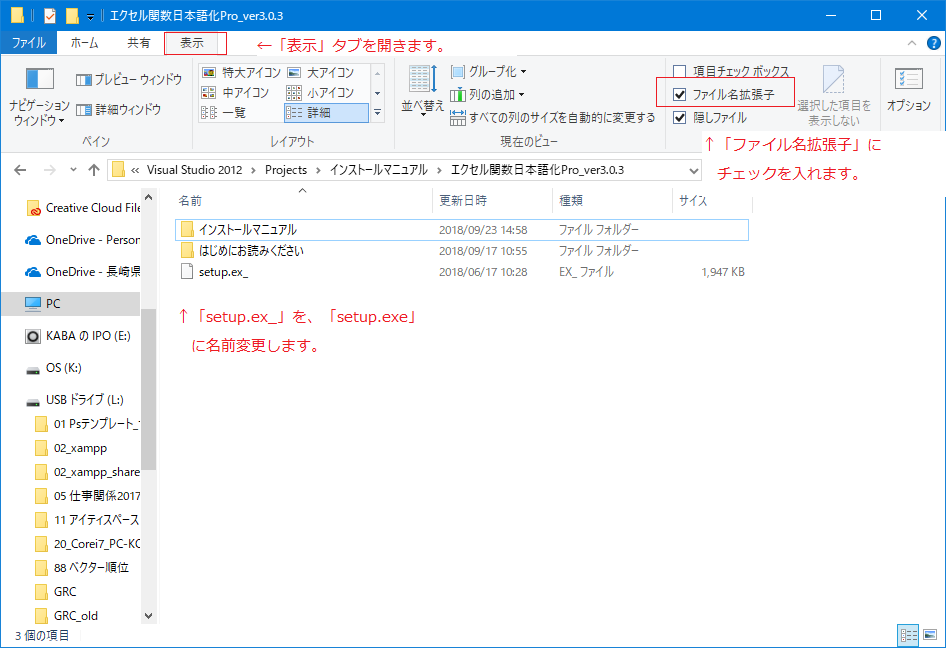 エクセル関数日本語化Pro_ver3.0.3
ファイル ホーム 共有 表示 ←「表示」タブを開きます。
ナビゲーション ウィンドウ
プレビュー ウィンドウ
詳細ウィンドウ
ペイン
特大アイコン 大アイコン
中アイコン 小アイコン
一覧 詳細
レイアウト
並べ替え
グループ化
列の追加
すべての列のサイズを自動的に変更する
現在のビュー
項目チェック ボックス
ファイル名拡張子
隠しファイル
選択した項目を
表示しない
オプション
↑「ファイル名拡張子」に
チェックを入れます。
« Visual Studio 2012 › Projects › インストールマニュアル › エクセル関数日本語化Pro_ver3.0.3
名前 更新日時 種類 サイズ
インストールマニュアル 2018/09/23 14:58 ファイル フォルダー
はじめにお読みください 2018/09/17 10:55 ファイル フォルダー
setup.ex_ 2018/06/17 10:28 EX_ ファイル 1,947 KB
↑「setup.ex_」を、「setup.exe」
に名前変更します。
Creative Cloud File
OneDrive - Person
OneDrive - 長崎県
PC
KABA の IPO (E:)
OS (K:)
USB ドライブ (L:)
01 Psテンプレート_
02_xampp
02_xampp_share
05 仕事関係2017
11 アイティスペース
20_Corei7_PC-KC
88 ベクター順位
GRC
GRC_old
3 個の項目